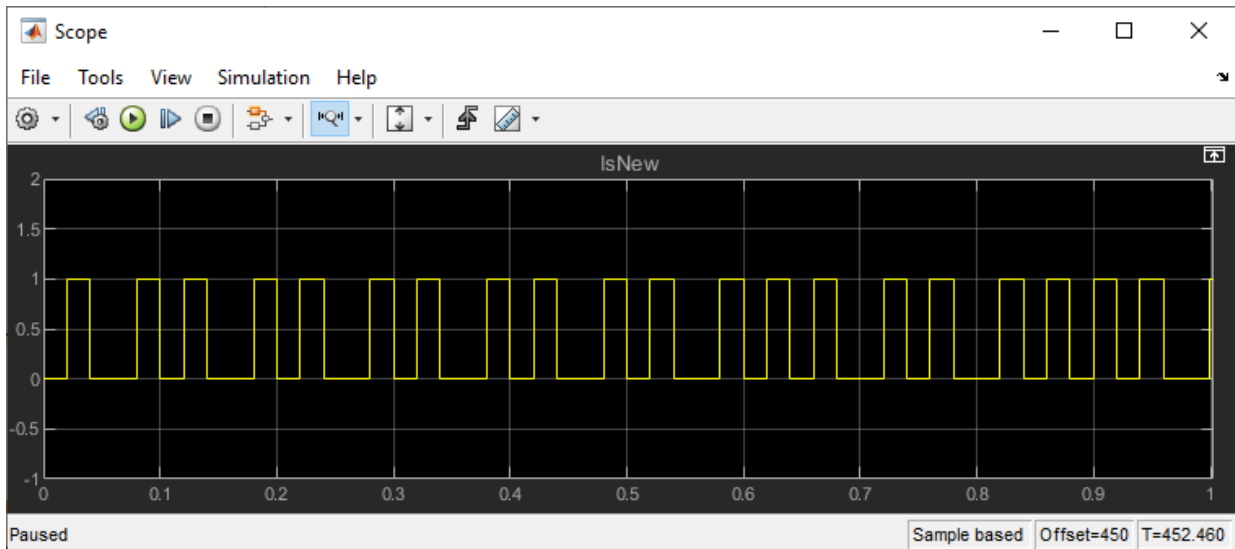 Scope
File Tools View Simulation Help
IsNew
2
1.5
1
0.5
0
-0.5
-1
0 0.1 0.2 0.3 0.4 0.5 0.6 0.7 0.8 0.9 1
Paused Sample based Offset=450 T=452.460